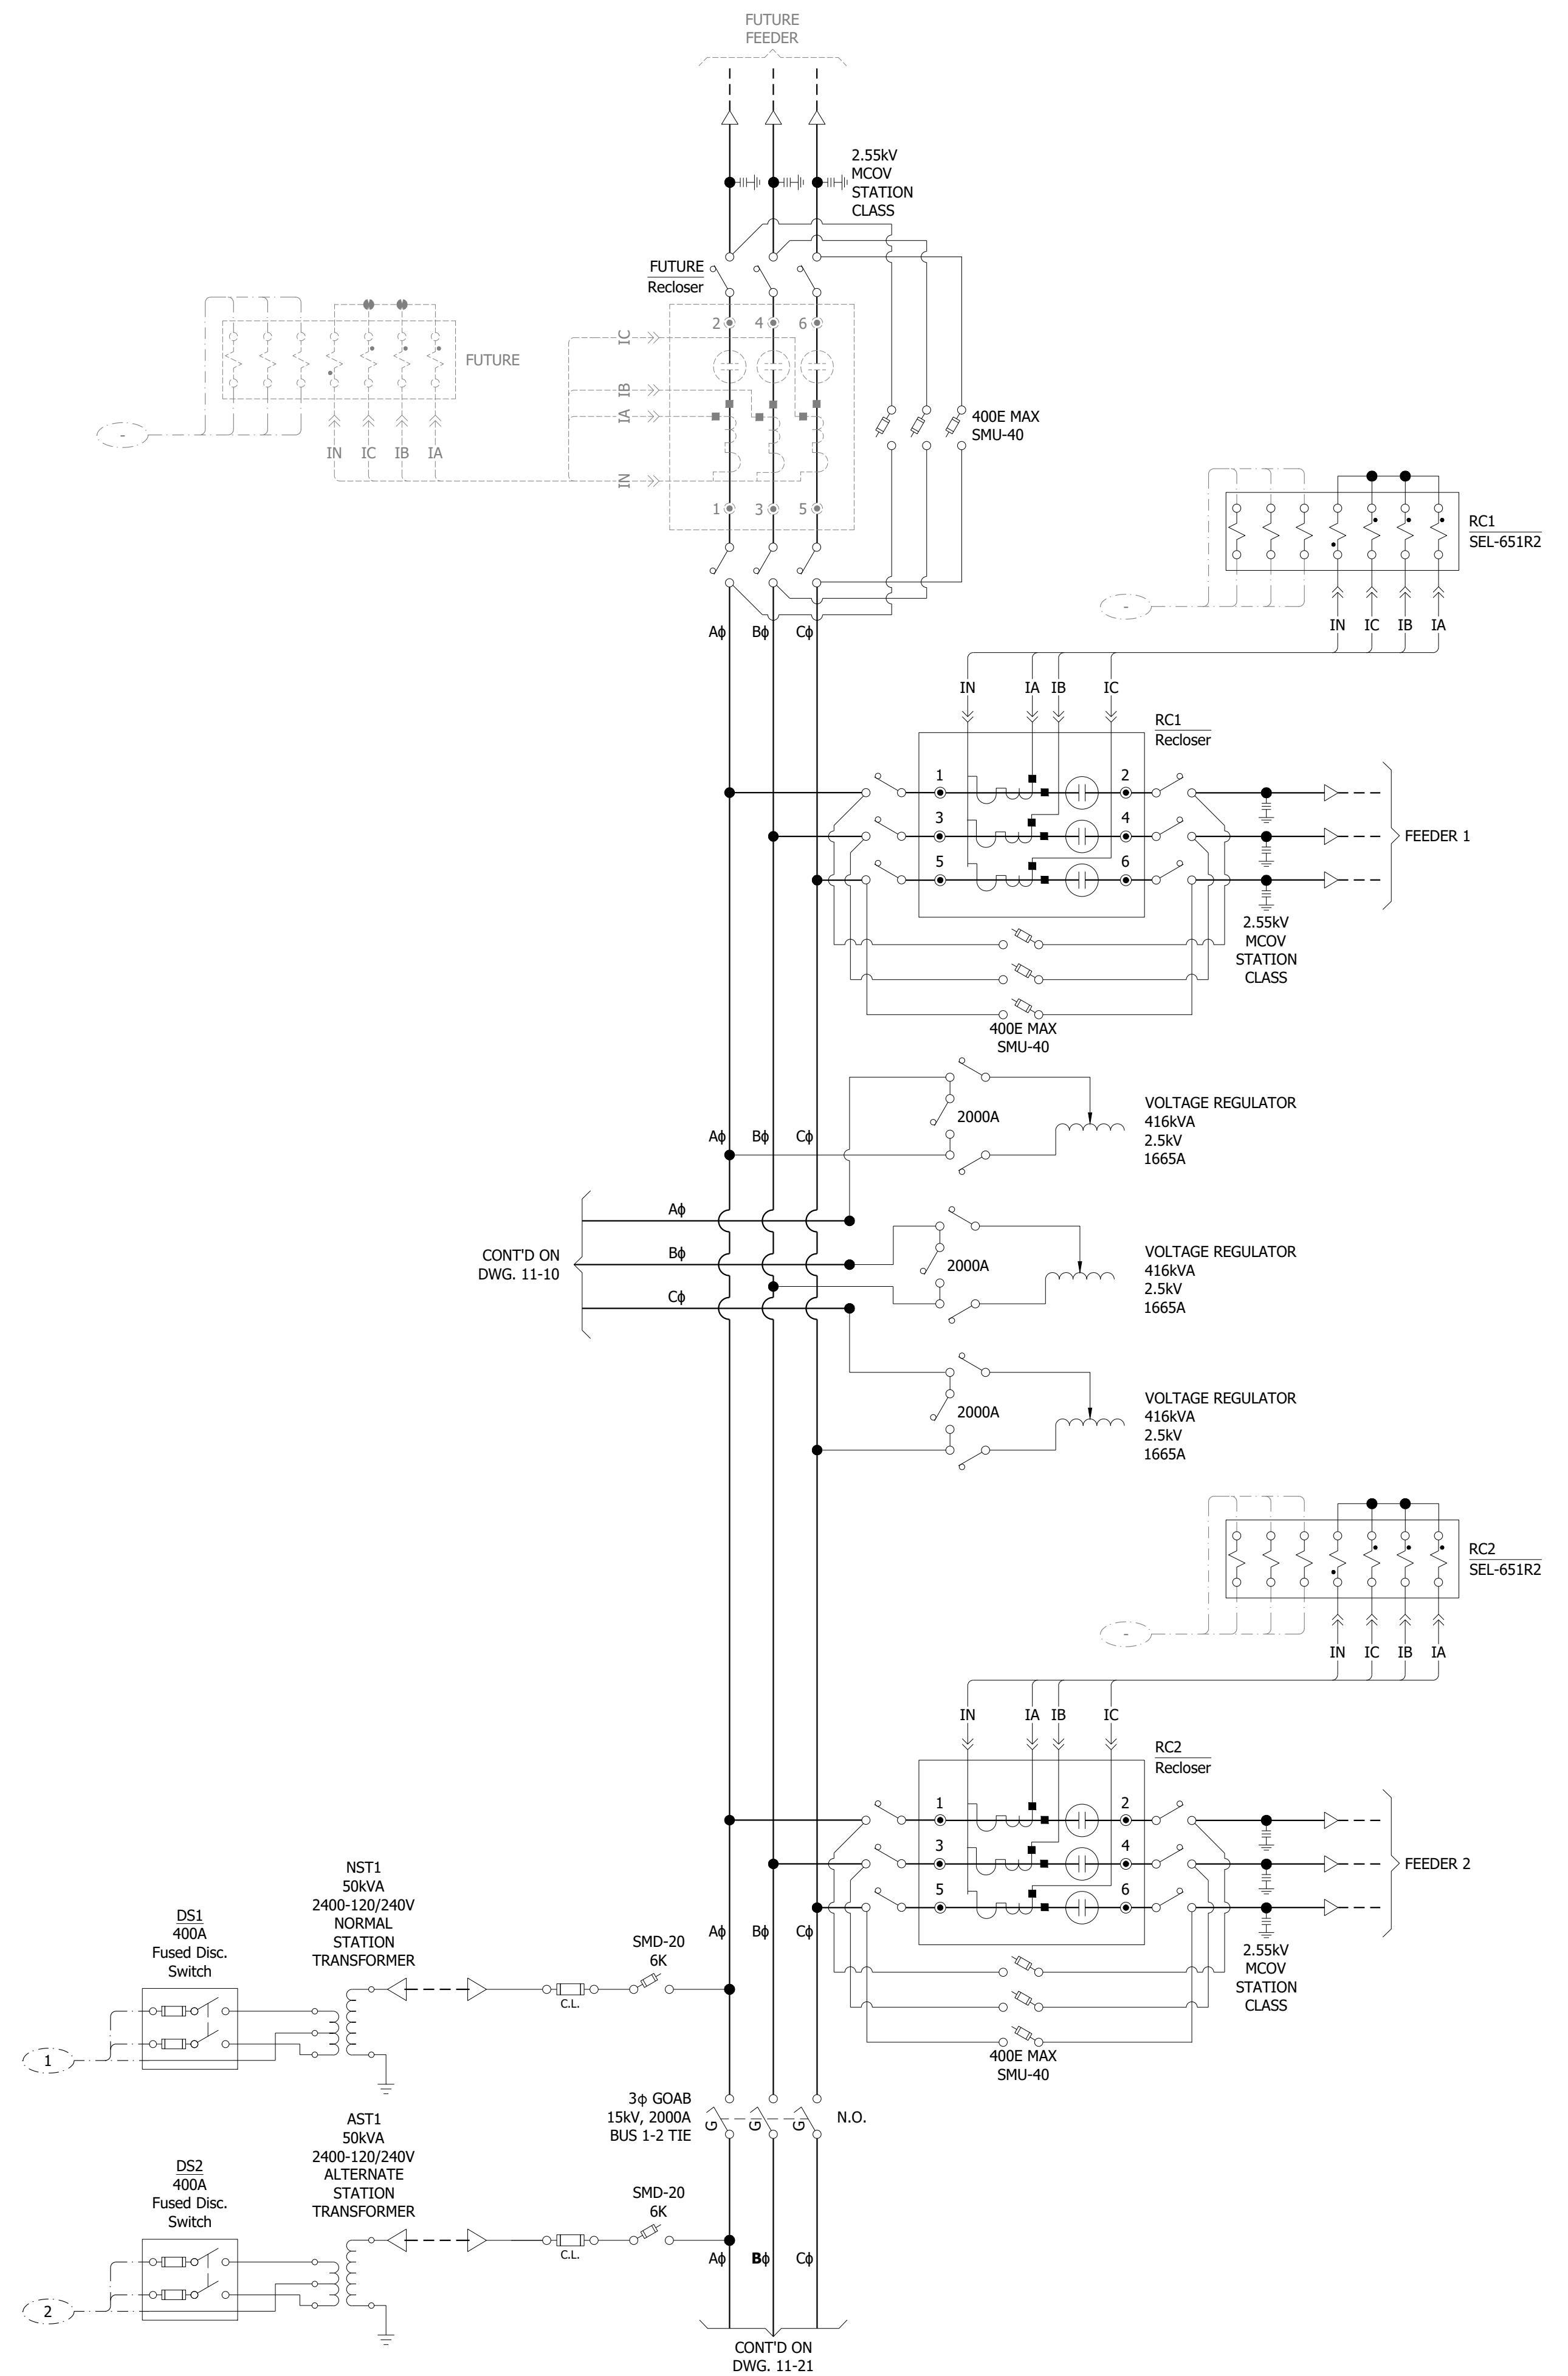 FUTURE
FEEDER
2.55kV
MCOV
STATION
CLASS
FUTURE
Recloser
2
4
6
IC
IB
IA
IN
1
3
5
400E MAX
SMU-40
FUTURE
-
IN
IC
IB
IA
Aϕ
Bϕ
Cϕ
RC1
SEL-651R2
-
IN
IC
IB
IA
IN
IA
IB
IC
RC1
Recloser
1
2
3
4
5
6
FEEDER 1
2.55kV
MCOV
STATION
CLASS
400E MAX
SMU-40
Aϕ
Bϕ
Cϕ
2000A
VOLTAGE REGULATOR
416kVA
2.5kV
1665A
Aϕ
Bϕ
Cϕ
CONT'D ON
DWG. 11-10
2000A
VOLTAGE REGULATOR
416kVA
2.5kV
1665A
2000A
VOLTAGE REGULATOR
416kVA
2.5kV
1665A
RC2
SEL-651R2
-
IN
IC
IB
IA
IN
IA
IB
IC
RC2
Recloser
1
2
3
4
5
6
FEEDER 2
2.55kV
MCOV
STATION
CLASS
400E MAX
SMU-40
Aϕ
Bϕ
Cϕ
NST1
50kVA
2400-120/240V
NORMAL
STATION
TRANSFORMER
DS1
400A
Fused Disc.
Switch
SMD-20
6K
C.L.
1
3ϕ GOAB
15kV, 2000A
BUS 1-2 TIE
G
G
G
N.O.
AST1
50kVA
2400-120/240V
ALTERNATE
STATION
TRANSFORMER
DS2
400A
Fused Disc.
Switch
SMD-20
6K
C.L.
2
Aϕ
Bϕ
Cϕ
CONT'D ON
DWG. 11-21